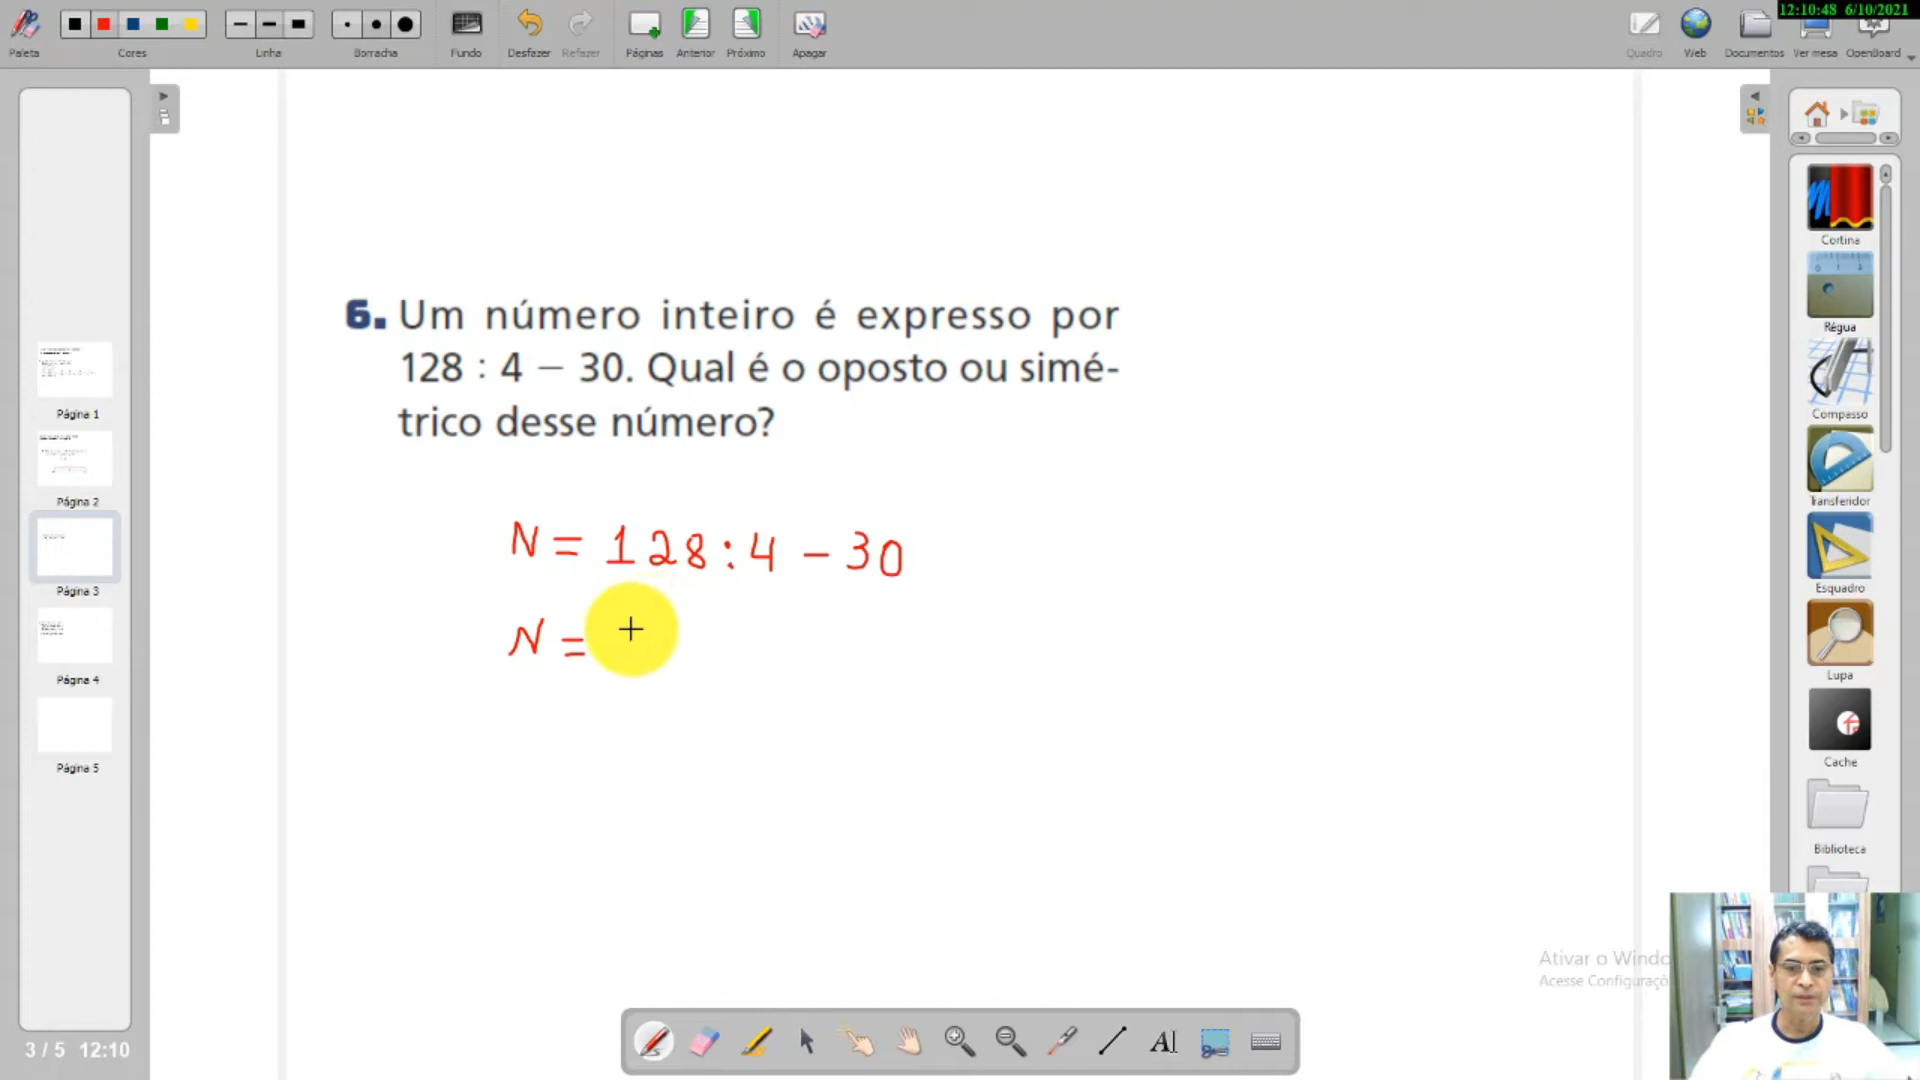 12:10:48 6/10/2021
Paleta
Cores
Linha
Borracha
Fundo
Desfazer
Refazer
Páginas
Anterior
Próximo
Apagar
Quadro
Web
Documentos
Ver mesa
OpenBoard
Página 1
Página 2
Página 3
Página 4
Página 5
3 / 5 12:10
6. Um número inteiro é expresso por
128 : 4 − 30. Qual é o oposto ou simé-
trico desse número?
N = 128 : 4 − 30
N =
Cortina
Régua
Compasso
Transferidor
Esquadro
Lupa
Cache
Biblioteca
Ativar o Windo
Acesse Configuraçõ